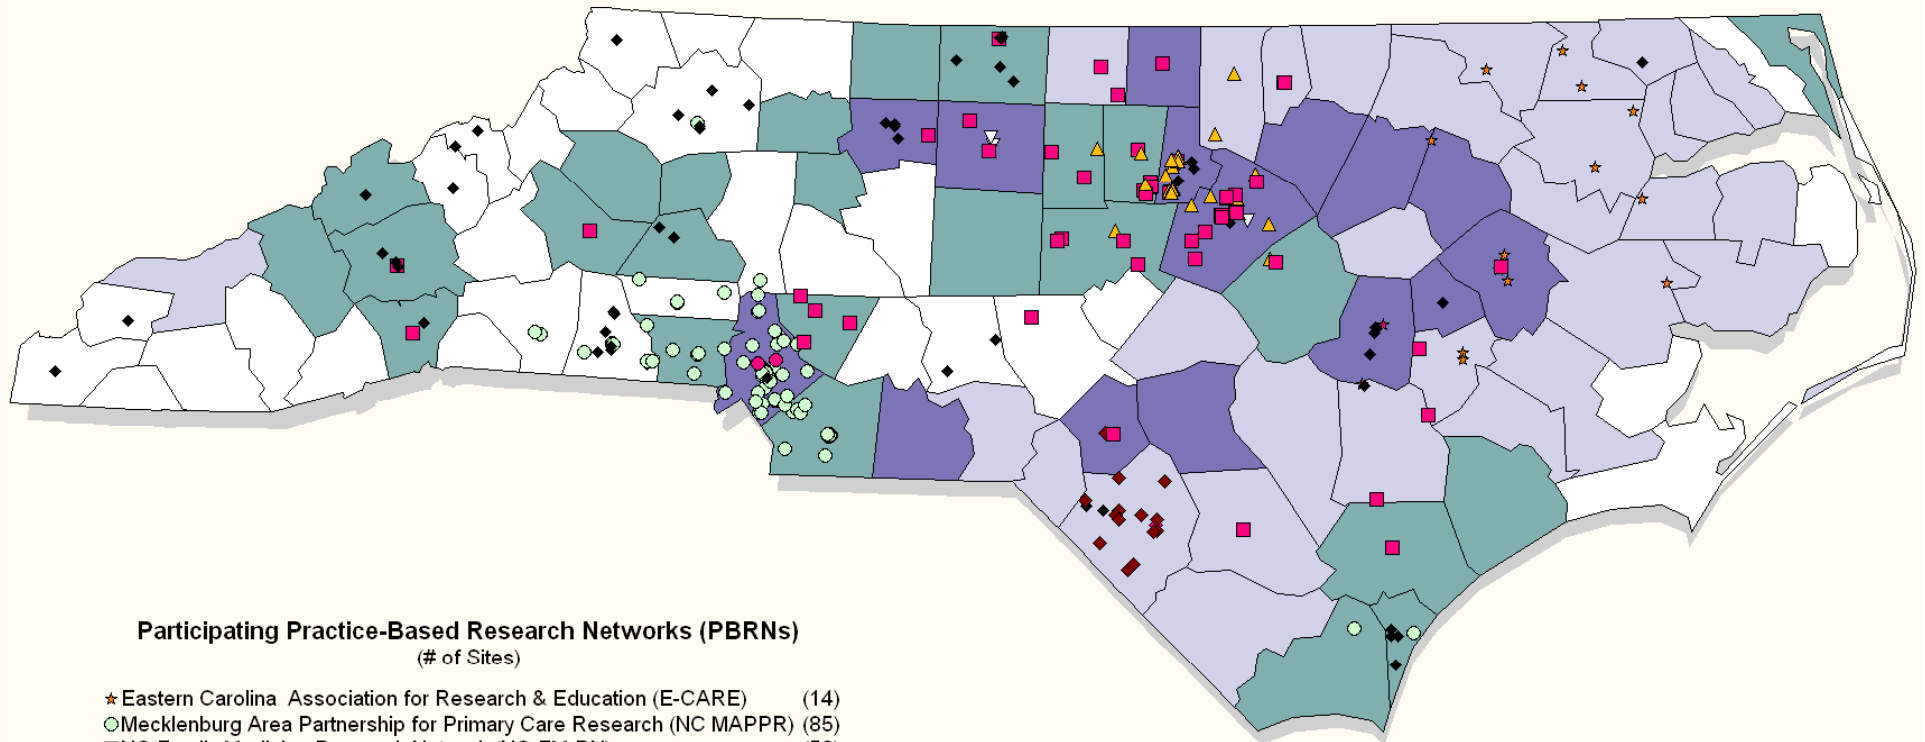 Participating Practice-Based Research Networks (PBRNs)
(# of Sites)
Eastern Carolina Association for Research & Education (E-CARE) (14)
Mecklenburg Area Partnership for Primary Care Research (NC MAPPR) (85)